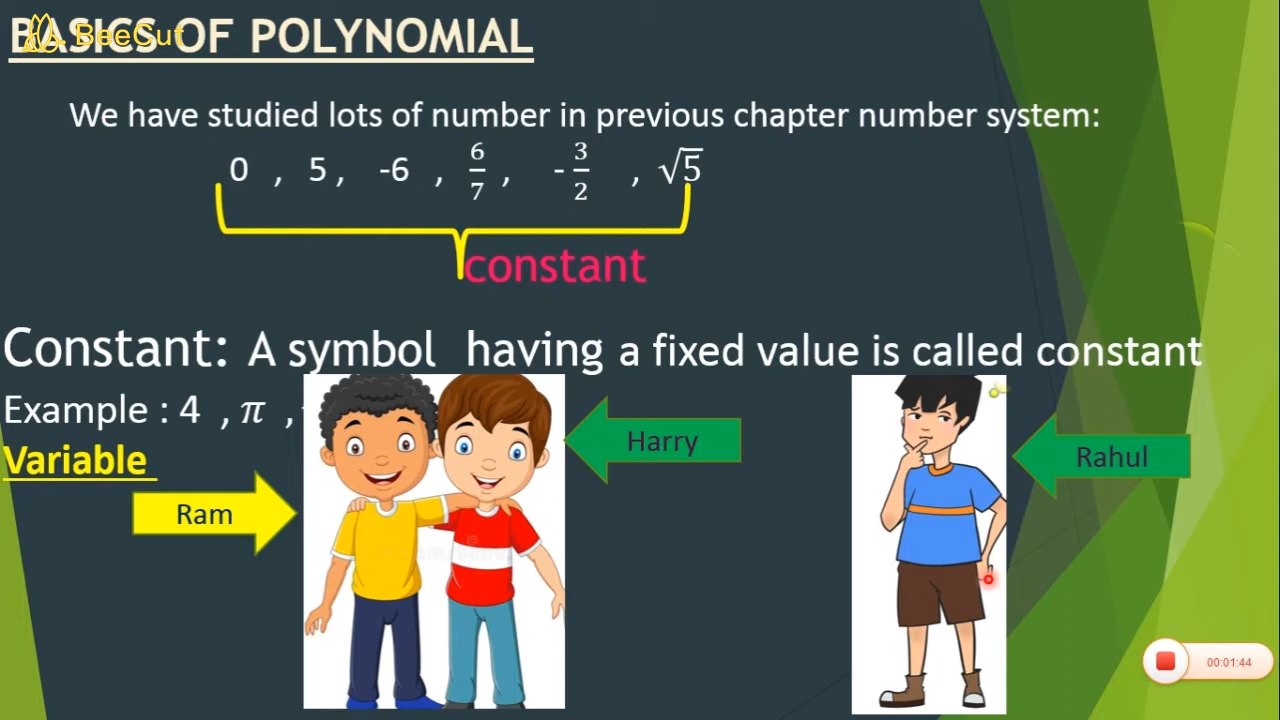 BASICS OF POLYNOMIAL
BeeCut
We have studied lots of number in previous chapter number system:
0 , 5 , -6 , 6/7 , - 3/2 , √5
constant
Constant: A symbol having a fixed value is called constant
Example : 4 , π ,
Variable
Harry
Rahul
Ram
00:01:44